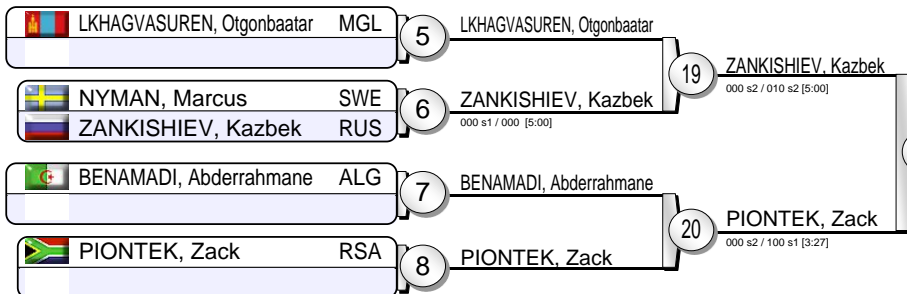 LKHAGVASUREN, Otgonbaatar MGL
5
LKHAGVASUREN, Otgonbaatar
19
ZANKISHIEV, Kazbek
000 s2 / 010 s2 [5:00]
NYMAN, Marcus SWE
ZANKISHIEV, Kazbek RUS
6
ZANKISHIEV, Kazbek
000 s1 / 000 [5:00]
BENAMADI, Abderrahmane ALG
7
BENAMADI, Abderrahmane
20
PIONTEK, Zack
000 s2 / 100 s1 [3:27]
PIONTEK, Zack RSA
8
PIONTEK, Zack